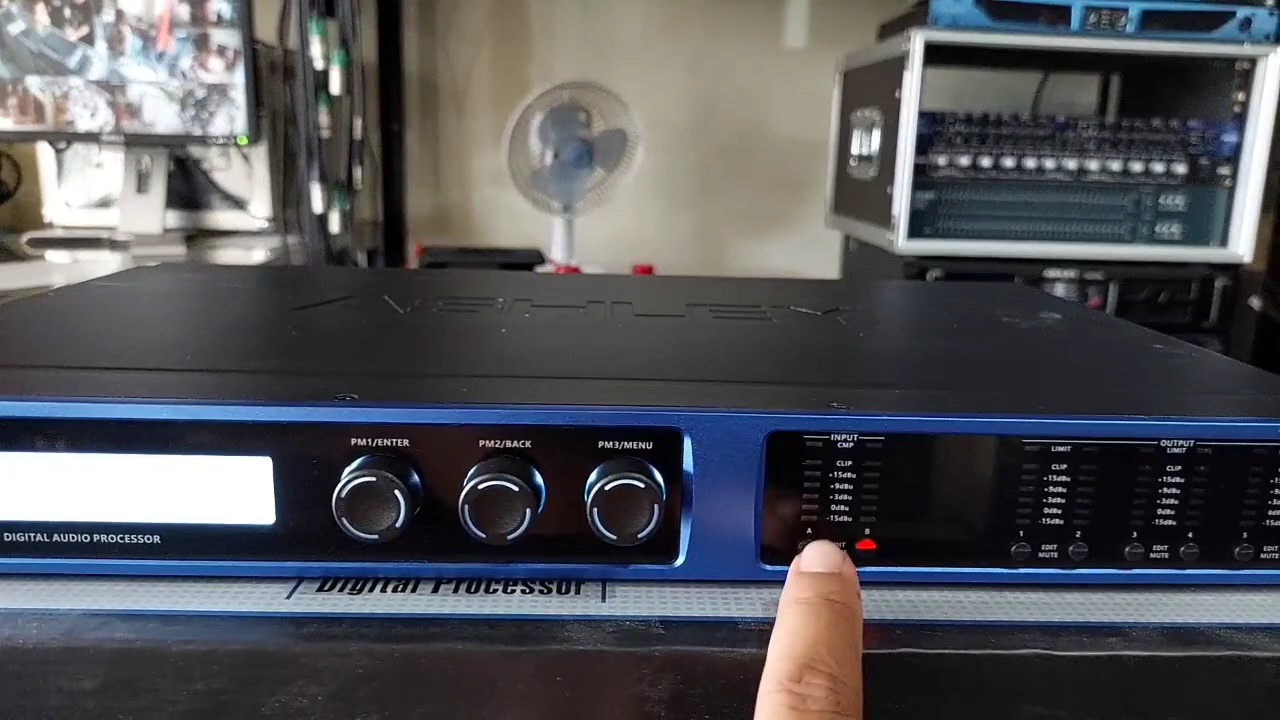 ASHLEY
PM1/ENTER
PM2/BACK
PM3/MENU
DIGITAL AUDIO PROCESSOR
INPUT
CMP
CLIP
+15dBu
+9dBu
+3dBu
0dBu
-15dBu
A
B
OUTPUT
LIMIT
LIMIT
CLIP
CLIP
+15dBu
+15dBu
+9dBu
+9dBu
+3dBu
+3dBu
0dBu
0dBu
-15dBu
-15dBu
1
2
3
4
5
EDIT
MUTE
EDIT
MUTE
EDIT
MUTE
Digital Processor